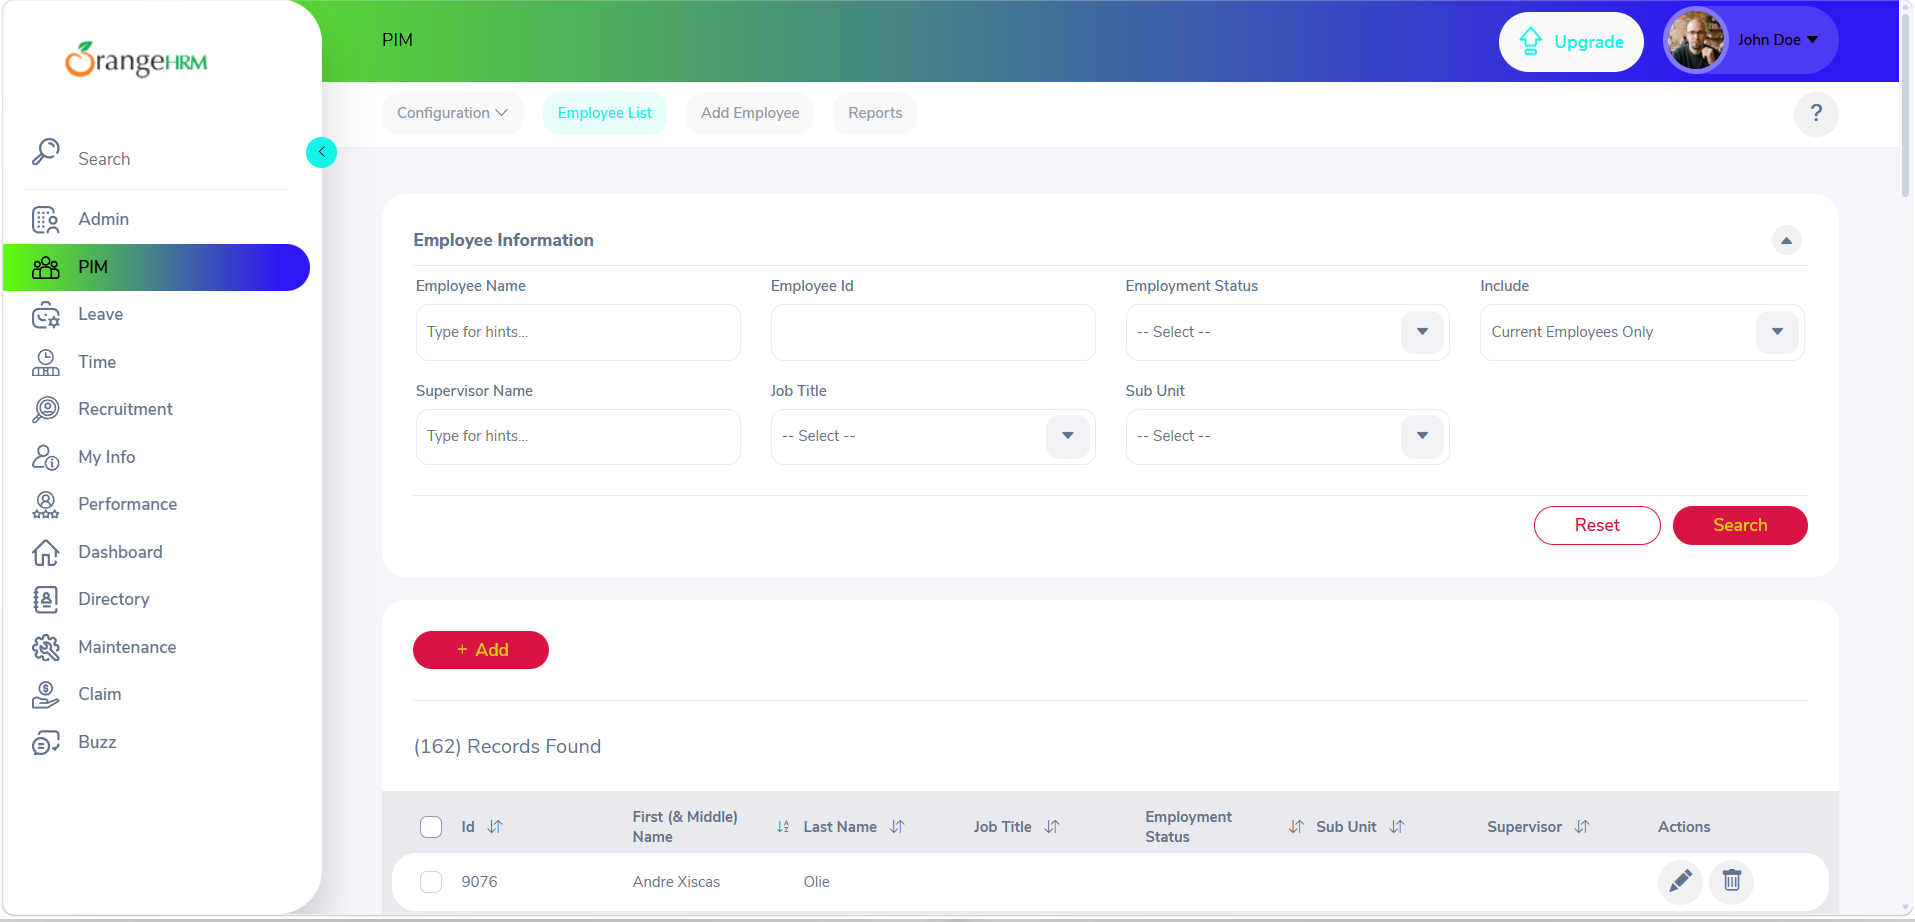 OrangeHRM
PIM
Upgrade
John Doe
Configuration
Employee List
Add Employee
Reports
?
Search
Admin
PIM
Leave
Time
Recruitment
My Info
Performance
Dashboard
Directory
Maintenance
Claim
Buzz
Employee Information
Employee Name
Employee Id
Employment Status
Include
Type for hints...
-- Select --
Current Employees Only
Supervisor Name
Job Title
Sub Unit
Type for hints...
-- Select --
-- Select --
Reset
Search
+ Add
(162) Records Found
Id
First (& Middle)
Name
Last Name
Job Title
Employment
Status
Sub Unit
Supervisor
Actions
9076
Andre Xiscas
Olie